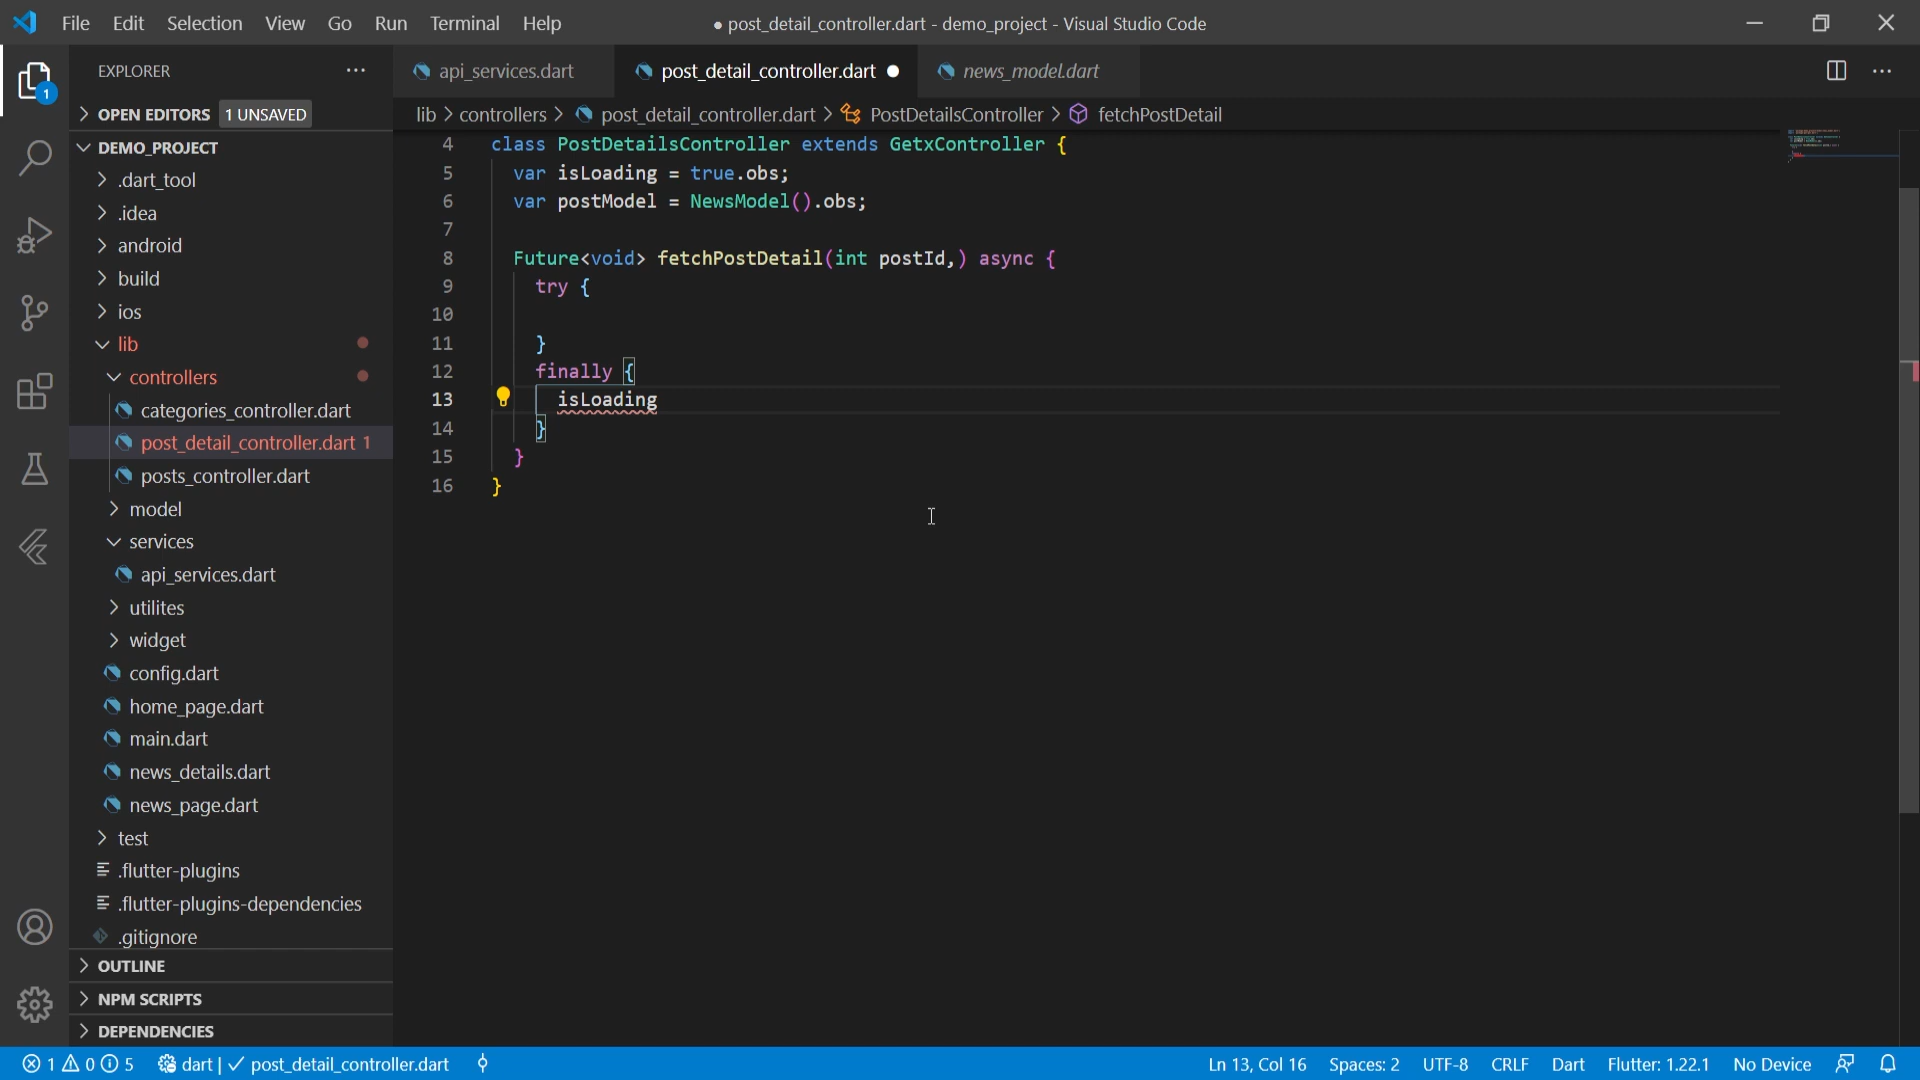 File Edit Selection View Go Run Terminal Help
● post_detail_controller.dart - demo_project - Visual Studio Code
EXPLORER
api_services.dart
post_detail_controller.dart
news_model.dart
1
OPEN EDITORS 1 UNSAVED
lib > controllers > post_detail_controller.dart > PostDetailsController > fetchPostDetail
DEMO_PROJECT
.dart_tool
.idea
android
build
ios
lib
controllers
categories_controller.dart
post_detail_controller.dart 1
posts_controller.dart
model
services
api_services.dart
utilites
widget
config.dart
home_page.dart
main.dart
news_details.dart
news_page.dart
test
.flutter-plugins
.flutter-plugins-dependencies
.gitignore
OUTLINE
NPM SCRIPTS
DEPENDENCIES
4 class PostDetailsController extends GetxController {
5 var isLoading = true.obs;
6 var postModel = NewsModel().obs;
7
8 Future<void> fetchPostDetail(int postId,) async {
9 try {
10
11 }
12 finally {
13 isLoading
14 }
15 }
16 }
1 0 5 dart | ✓ post_detail_controller.dart
Ln 13, Col 16 Spaces: 2 UTF-8 CRLF Dart Flutter: 1.22.1 No Device